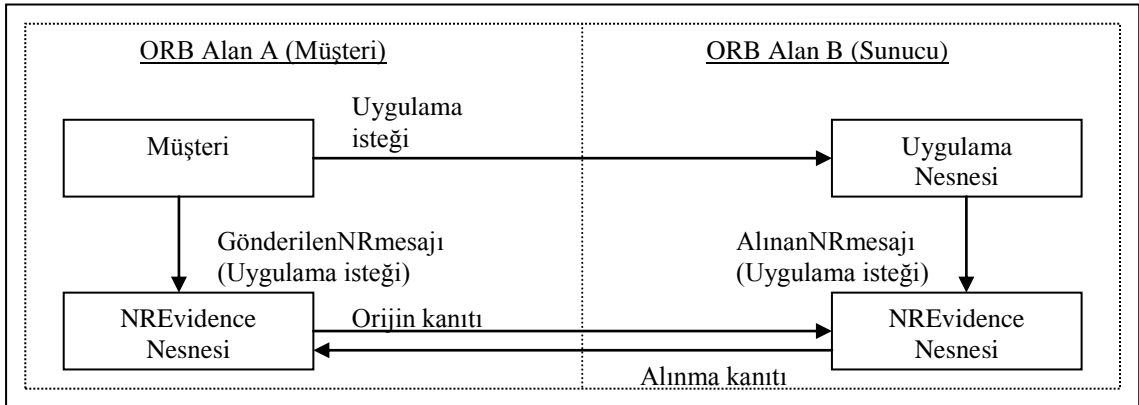 ORB Alan A (Müşteri)
ORB Alan B (Sunucu)
Uygulama
isteği
Müşteri
Uygulama
Nesnesi
GönderilenNRmesajı
(Uygulama isteği)
AlınanNRmesajı
(Uygulama isteği)
NREvidence
Nesnesi
Orijin kanıtı
NREvidence
Nesnesi
Alınma kanıtı